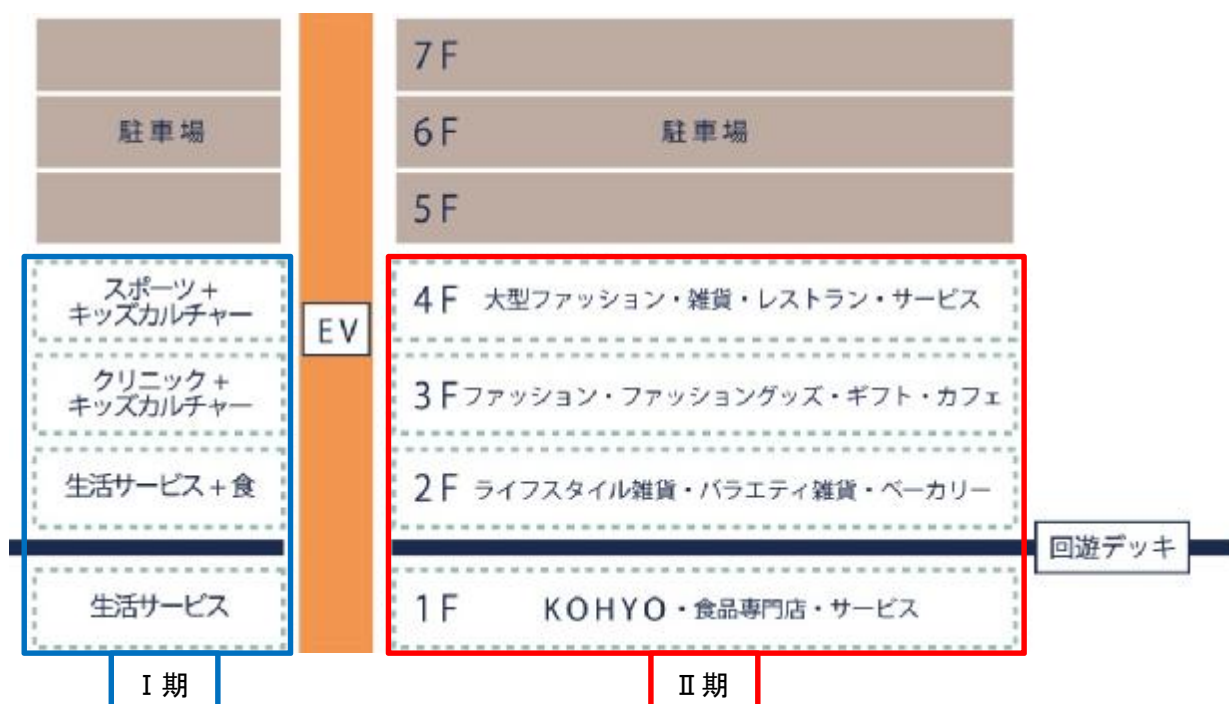 7F
駐車場
6F 駐車場
5F
スポーツ+
キッズカルチャー
EV
4F 大型ファッション・雑貨・レストラン・サービス
クリニック+
キッズカルチャー
3F ファッション・ファッショングッズ・ギフト・カフェ
生活サービス+食
2F ライフスタイル雑貨・バラエティ雑貨・ベーカリー
回遊デッキ
生活サービス
1F KOHYO・食品専門店・サービス
Ⅰ期
Ⅱ期